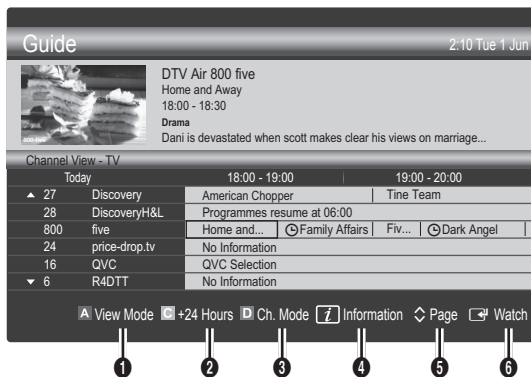 Guide
2:10 Tue 1 Jun
DTV Air 800 five
Home and Away
18:00 - 18:30
Drama
Dani is devastated when scott makes clear his views on marriage...
800 five
Channel View - TV
Today 18:00 - 19:00 19:00 - 20:00
27 Discovery American Chopper Tine Team
28 DiscoveryH&L Programmes resume at 06:00
800 five Home and... Family Affairs Fiv... Dark Angel
24 price-drop.tv No Information
16 QVC QVC Selection
6 R4DTT No Information
A View Mode C +24 Hours D Ch. Mode i Information Page Watch
1 2 3 4 5 6